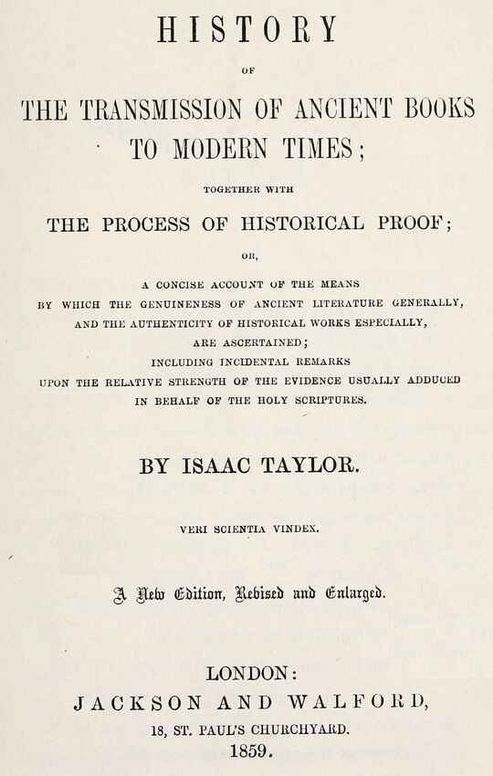 HISTORY
OF
THE TRANSMISSION OF ANCIENT BOOKS
TO MODERN TIMES;
TOGETHER WITH
THE PROCESS OF HISTORICAL PROOF;
OR,
A CONCISE ACCOUNT OF THE MEANS
BY WHICH THE GENUINENESS OF ANCIENT LITERATURE GENERALLY,
AND THE AUTHENTICITY OF HISTORICAL WORKS ESPECIALLY,
ARE ASCERTAINED;
INCLUDING INCIDENTAL REMARKS
UPON THE RELATIVE STRENGTH OF THE EVIDENCE USUALLY ADDUCED
IN BEHALF OF THE HOLY SCRIPTURES.
BY ISAAC TAYLOR.
VERI SCIENTIA VINDEX.
A New Edition, Revised and Enlarged.
LONDON:
JACKSON AND WALFORD,
18, ST. PAUL'S CHURCHYARD.
1859.